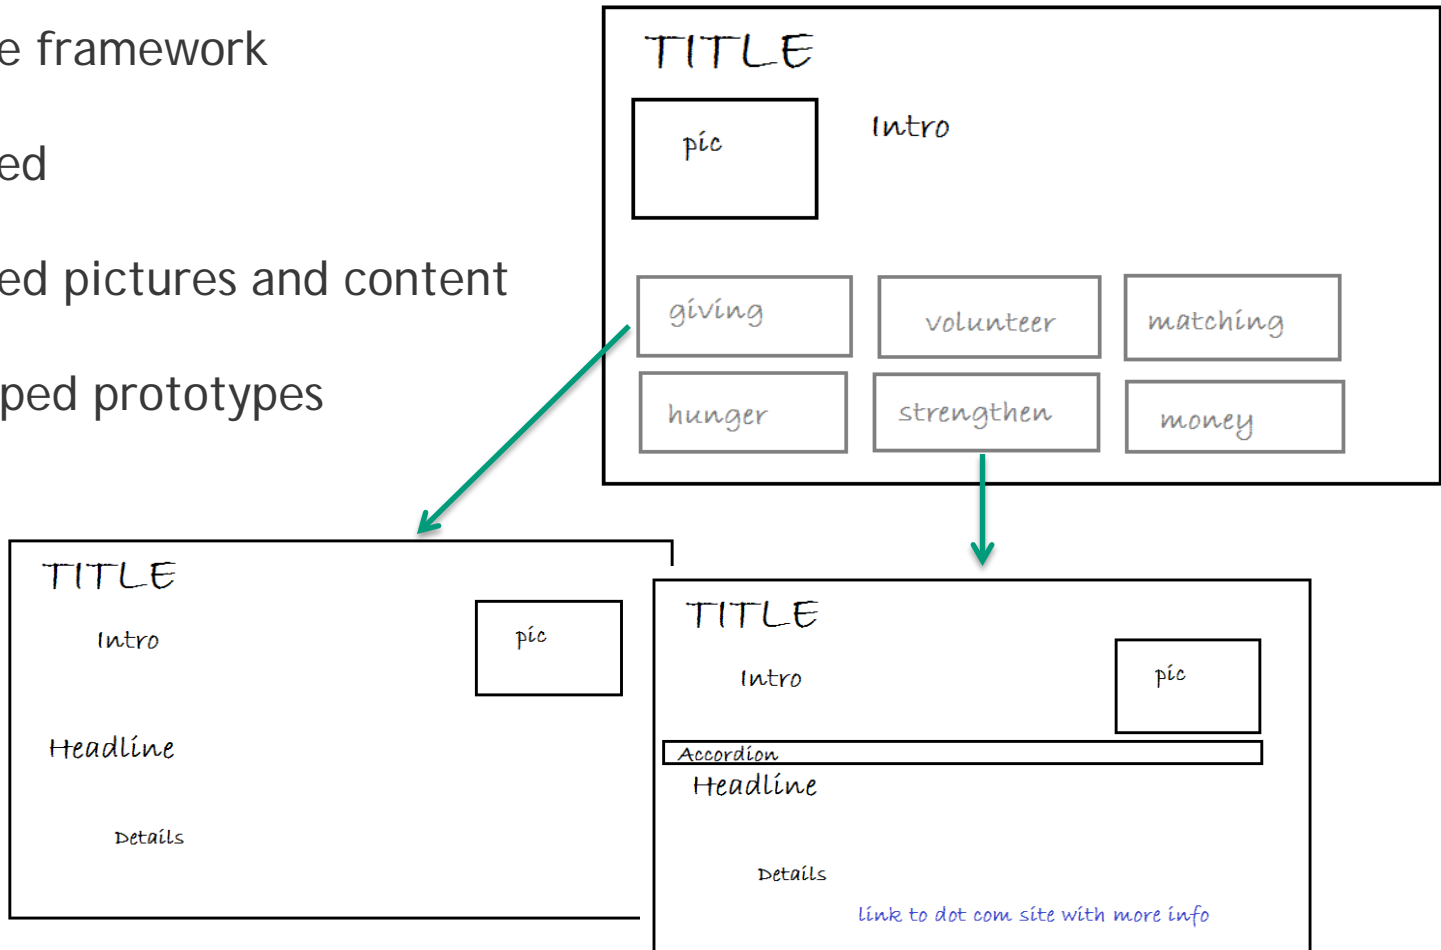 e framework
ed
ed pictures and content
ped prototypes
TITLE
pic
Intro
giving
volunteer
matching
hunger
strengthen
money
TITLE
Intro
pic
Headline
Details
TITLE
Intro
pic
Accordion
Headline
Details
link to dot com site with more info